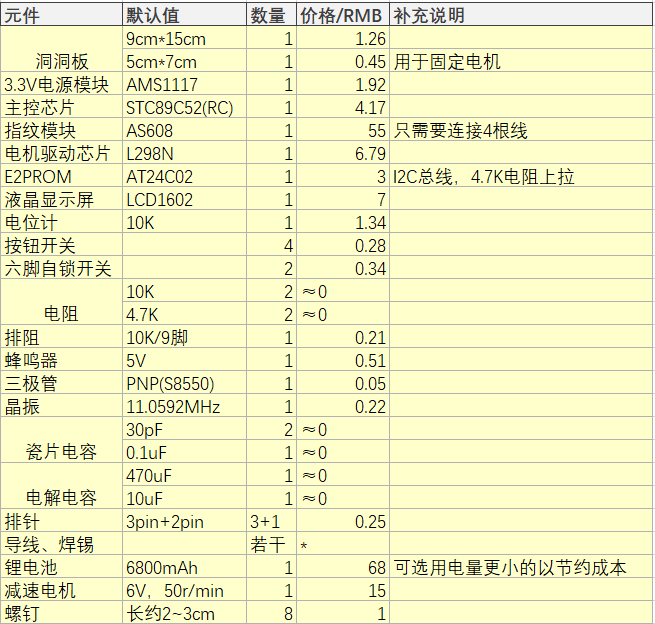 元件 默认值 数量 价格/RMB 补充说明
洞洞板 9cm*15cm 1 1.26
5cm*7cm 1 0.45 用于固定电机
3.3V电源模块 AMS1117 1 1.92
主控芯片 STC89C52(RC) 1 4.17
指纹模块 AS608 1 55 只需要连接4根线
电机驱动芯片 L298N 1 6.79
E2PROM AT24C02 1 3 I2C总线，4.7K电阻上拉
液晶显示屏 LCD1602 1 7
电位计 10K 1 1.34
按钮开关 4 0.28
六脚自锁开关 2 0.34
电阻 10K 2 ≈0
4.7K 2 ≈0
排阻 10K/9脚 1 0.21
蜂鸣器 5V 1 0.51
三极管 PNP(S8550) 1 0.05
晶振 11.0592MHz 1 0.22
瓷片电容 30pF 2 ≈0
0.1uF 1 ≈0
电解电容 470uF 1 ≈0
10uF 1 ≈0
排针 3pin+2pin 3+1 0.25
导线、焊锡 若干 *
锂电池 6800mAh 1 68 可选用电量更小的以节约成本
减速电机 6V，50r/min 1 15
螺钉 长约2~3cm 8 1